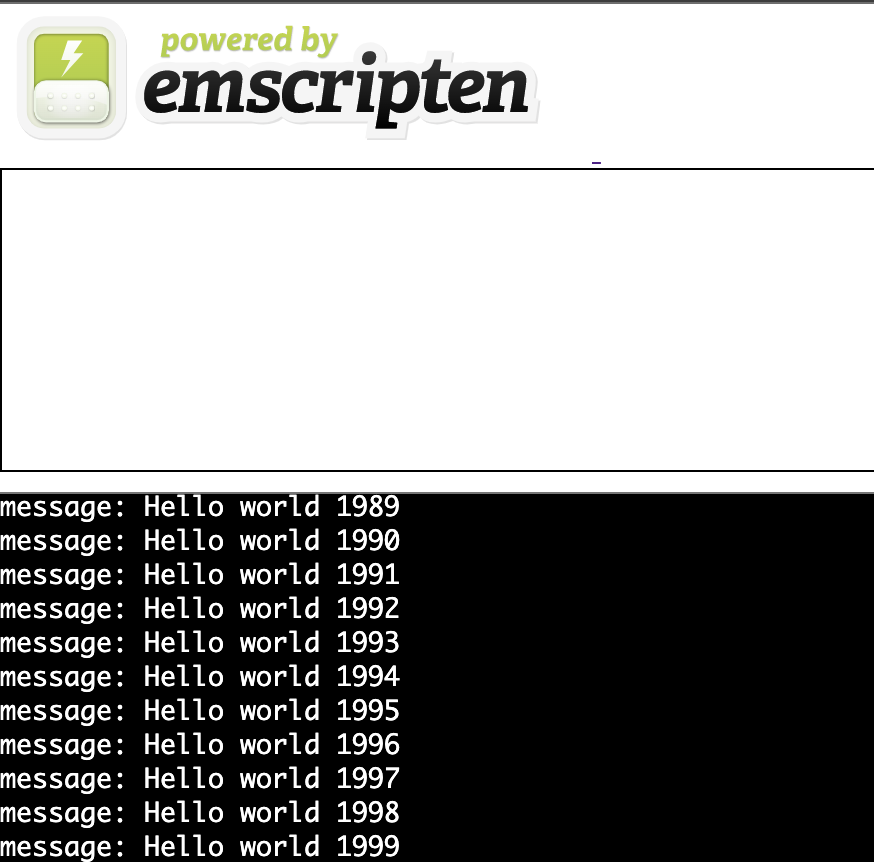 powered by
emscripten
message: Hello world 1989
message: Hello world 1990
message: Hello world 1991
message: Hello world 1992
message: Hello world 1993
message: Hello world 1994
message: Hello world 1995
message: Hello world 1996
message: Hello world 1997
message: Hello world 1998
message: Hello world 1999